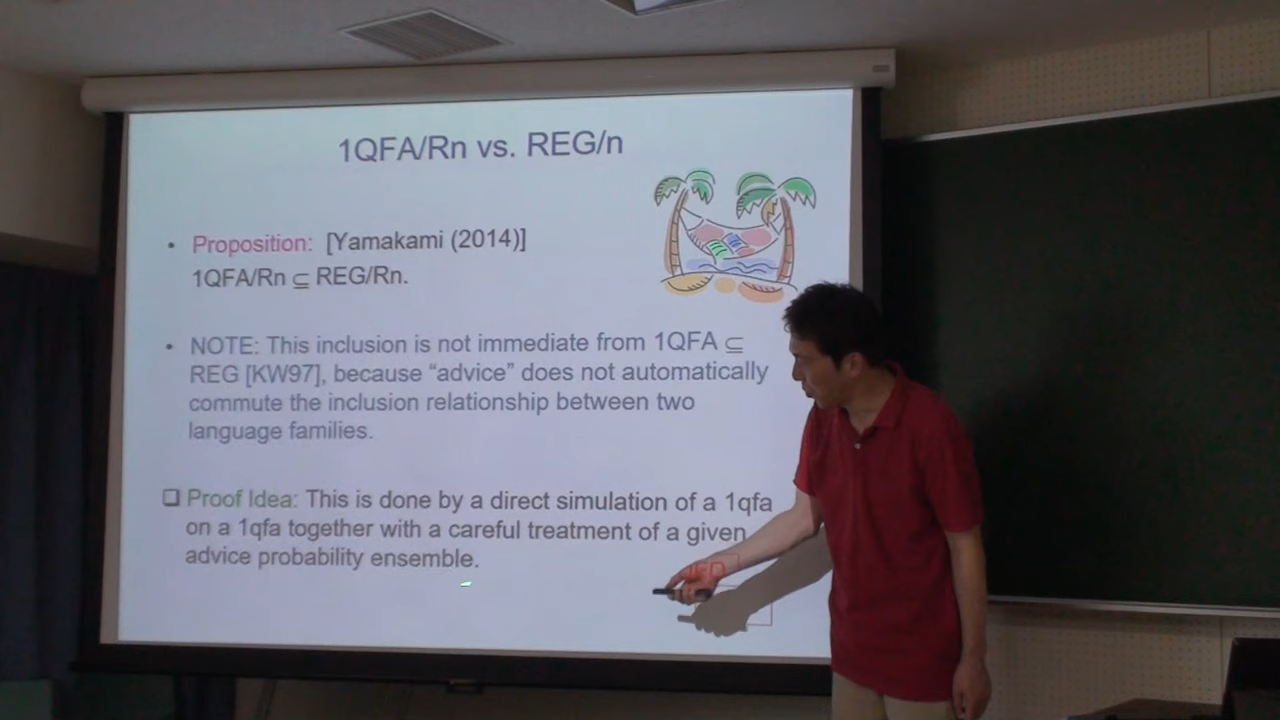 1QFA/Rn vs. REG/n
• Proposition: [Yamakami (2014)]
1QFA/Rn ⊆ REG/Rn.
• NOTE: This inclusion is not immediate from 1QFA ⊆
REG [KW97], because “advice” does not automatically
commute the inclusion relationship between two
language families.
❑ Proof Idea: This is done by a direct simulation of a 1qfa
on a 1qfa together with a careful treatment of a given
advice probability ensemble.